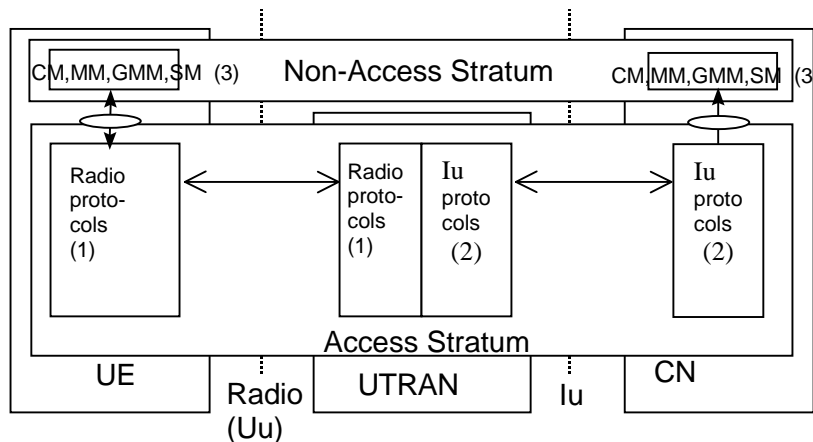 CM,MM,GMM,SM (3)
Non-Access Stratum
CM,MM,GMM,SM (3
Radio
proto-
cols
(1)
Radio
proto-
cols
(1)
Iu
proto
cols
(2)
Iu
proto
cols
(2)
Access Stratum
UE
Radio
(Uu)
UTRAN
Iu
CN